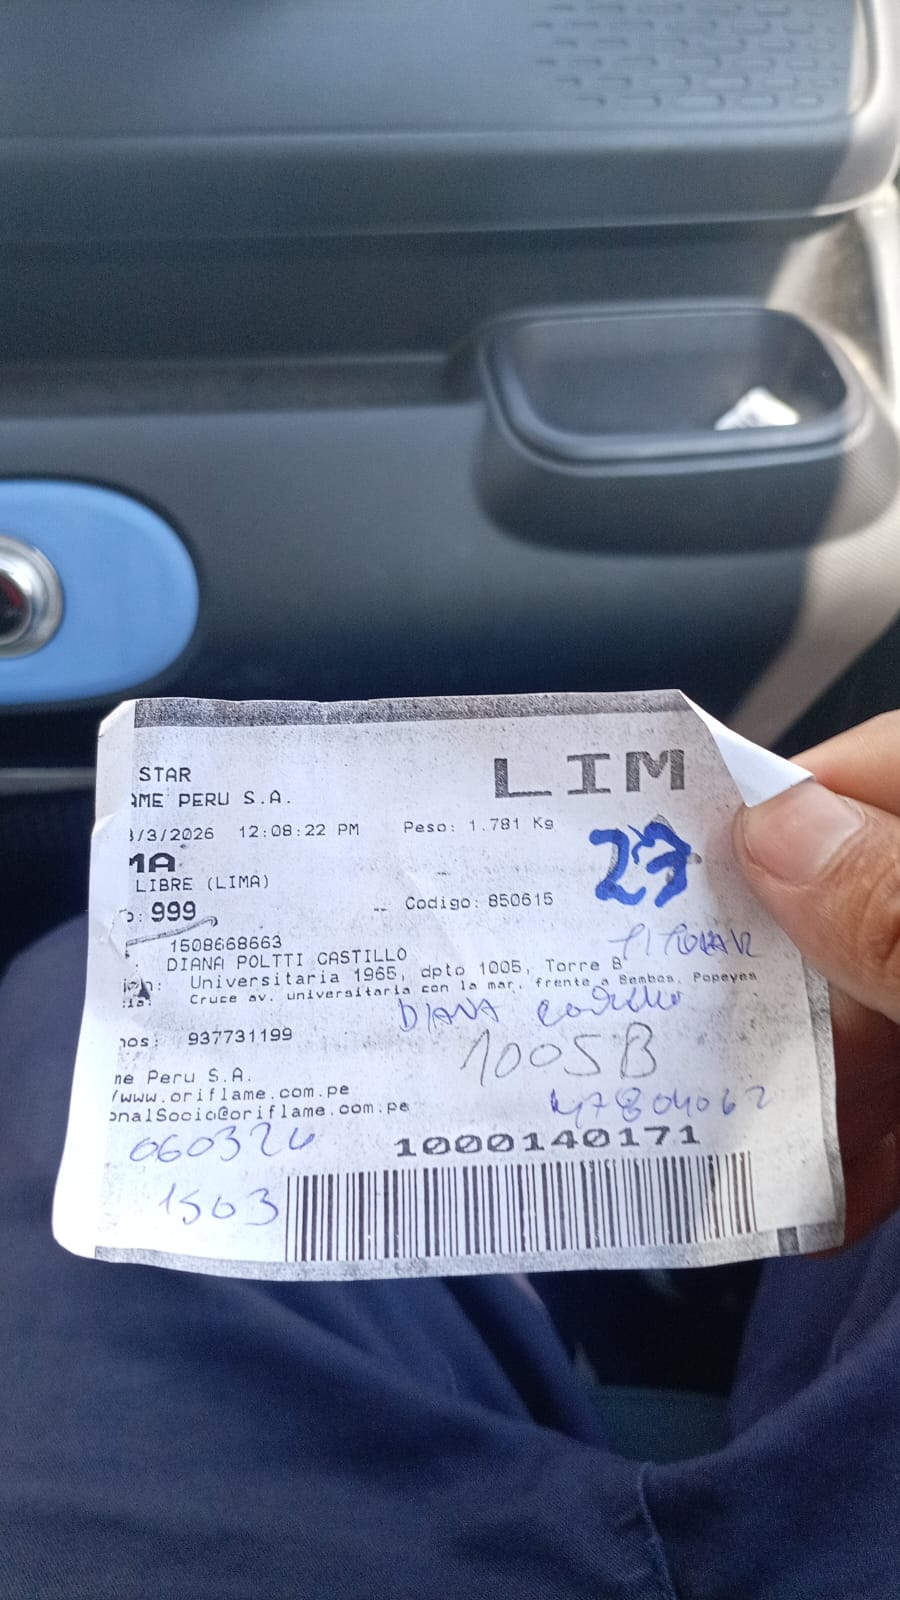 STAR
AME PERU S.A.
LIM
3/3/2026 12:08:22 PM Peso: 1.781 Kg
MA
27
LIBRE (LIMA)
o: 999 -- Codigo: 850615
1508668663
TITULAR
DIANA POLTTI CASTILLO
Universitaria 1965, dpto 1005, Torre B
Cruce av. universitaria con la mar, frente a Bembos, Popeyes
DIANA Castillo
nos: 937731199
1005B
ne Peru S.A.
/www.oriflame.com.pe
onalSocio@oriflame.com.pe
47804062
060326
1000140171
1503